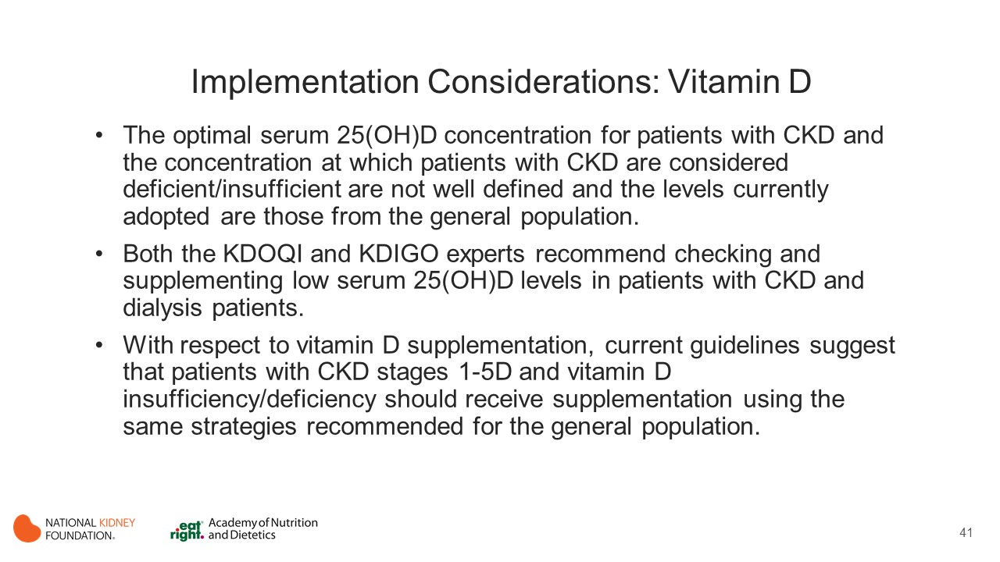 Implementation Considerations: Vitamin D
• The optimal serum 25(OH)D concentration for patients with CKD and
the concentration at which patients with CKD are considered
deficient/insufficient are not well defined and the levels currently
adopted are those from the general population.
• Both the KDOQI and KDIGO experts recommend checking and
supplementing low serum 25(OH)D levels in patients with CKD and
dialysis patients.
• With respect to vitamin D supplementation, current guidelines suggest
that patients with CKD stages 1-5D and vitamin D
insufficiency/deficiency should receive supplementation using the
same strategies recommended for the general population.
NATIONAL KIDNEY
FOUNDATION®
eat
right.
Academy of Nutrition
and Dietetics
41